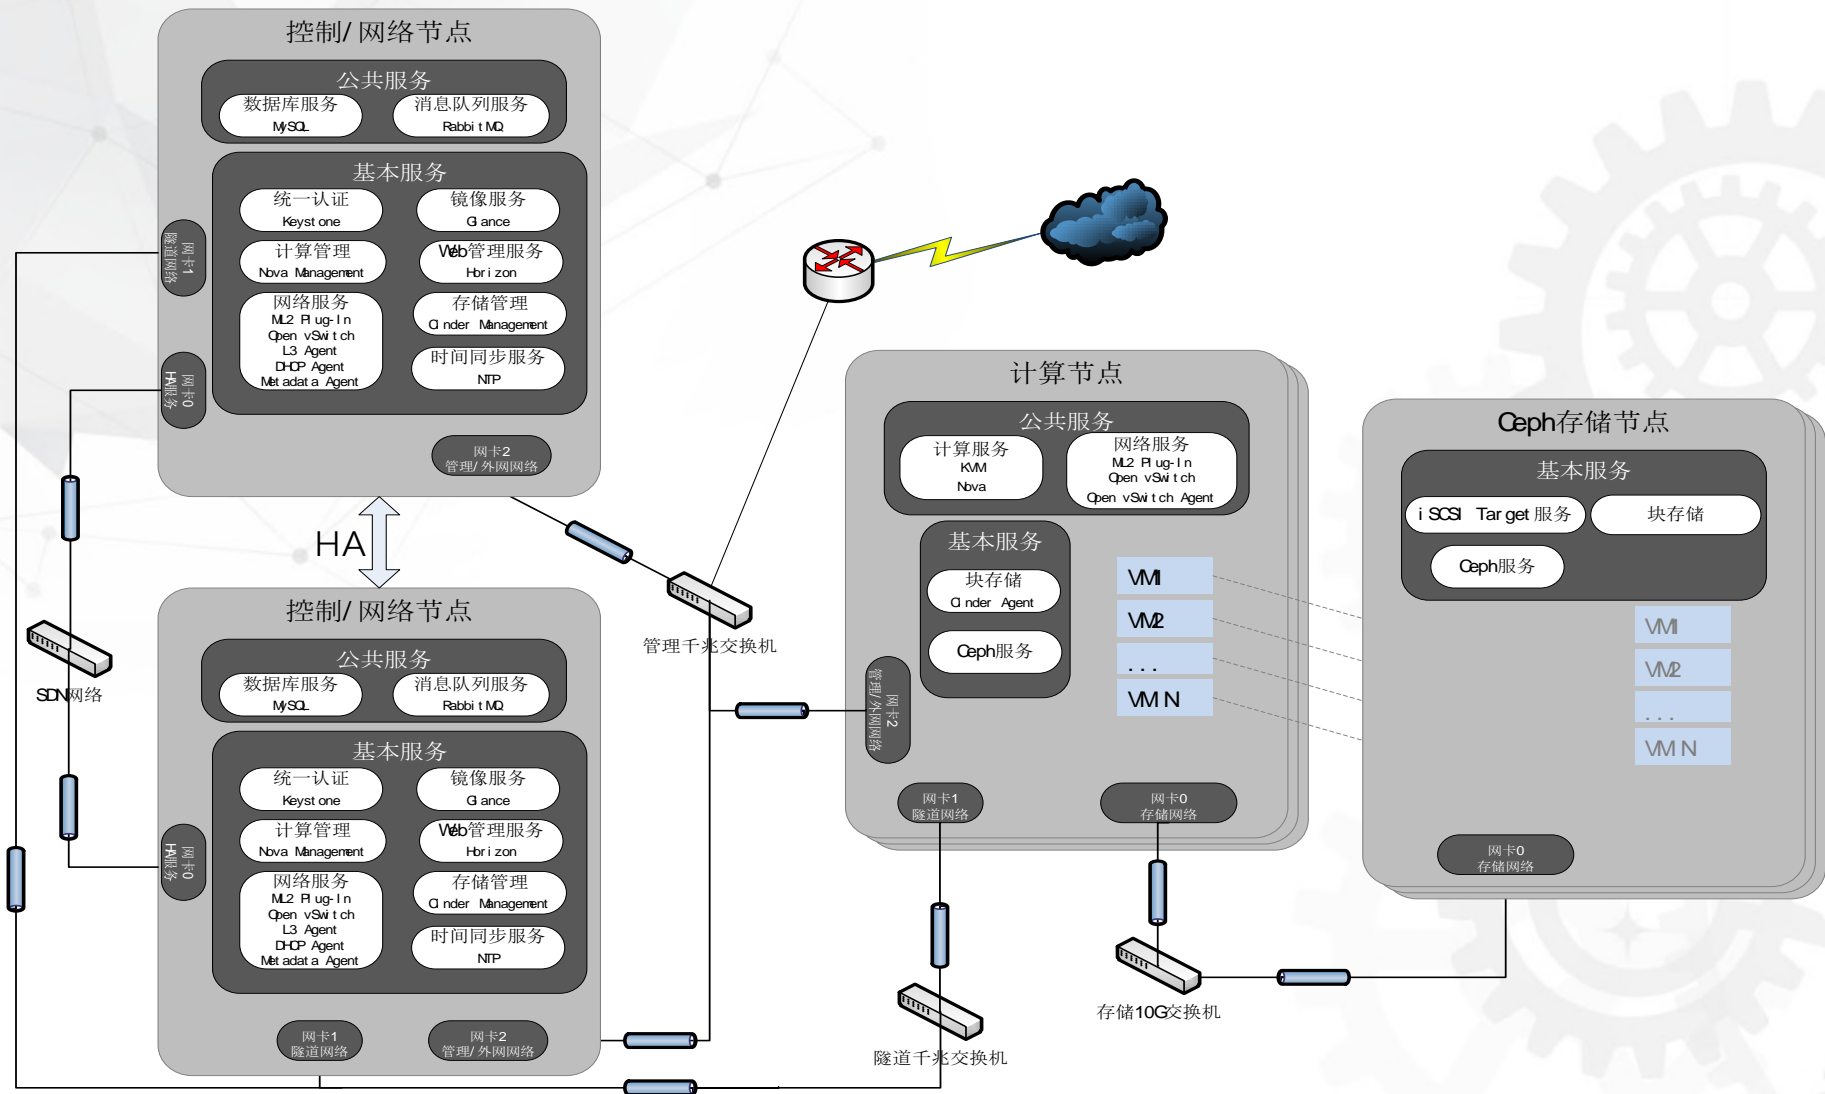 控制/网络节点
公共服务
数据库服务
MySQL
消息队列服务
RabbitMQ
基本服务
统一认证
Keystone
镜像服务
Glance
计算管理
Nova Management
Web管理服务
Horizon
网络服务
ML2 Plug-In
Open vSwitch
L3 Agent
DHCP Agent
Metadata Agent
存储管理
Cinder Management
时间同步服务
NTP
网卡1
隧道网络
网卡0
HA服务
网卡2
管理/外网网络
HA
SDN网络
管理千兆交换机
控制/网络节点
公共服务
数据库服务
MySQL
消息队列服务
RabbitMQ
基本服务
统一认证
Keystone
镜像服务
Glance
计算管理
Nova Management
Web管理服务
Horizon
网络服务
ML2 Plug-In
Open vSwitch
L3 Agent
DHCP Agent
Metadata Agent
存储管理
Cinder Management
时间同步服务
NTP
网卡0
HA服务
网卡1
隧道网络
网卡2
管理/外网网络
计算节点
公共服务
计算服务
KVM
Nova
网络服务
ML2 Plug-In
Open vSwitch
Open vSwitch Agent
基本服务
块存储
Cinder Agent
Ceph服务
VM1
VM2
...
VM N
网卡2
管理/外网网络
网卡1
隧道网络
网卡0
存储网络
隧道千兆交换机
存储10G交换机
Ceph存储节点
基本服务
iSCSI Target服务
块存储
Ceph服务
VM1
VM2
...
VM N
网卡0
存储网络